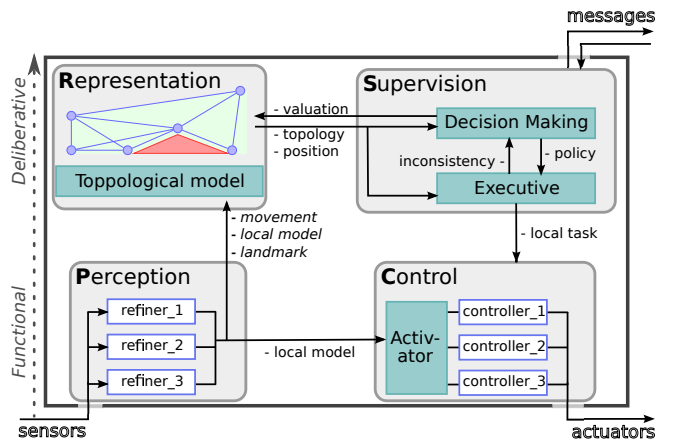 messages
Deliberative
Functional
Representation
Toppological model
- valuation
- topology
- position
Supervision
Decision Making
inconsistency -
- policy
Executive
- movement
- local model
- landmark
- local task
Perception
refiner_1
refiner_2
refiner_3
- local model
Control
Activ-
ator
controller_1
controller_2
controller_3
sensors
actuators